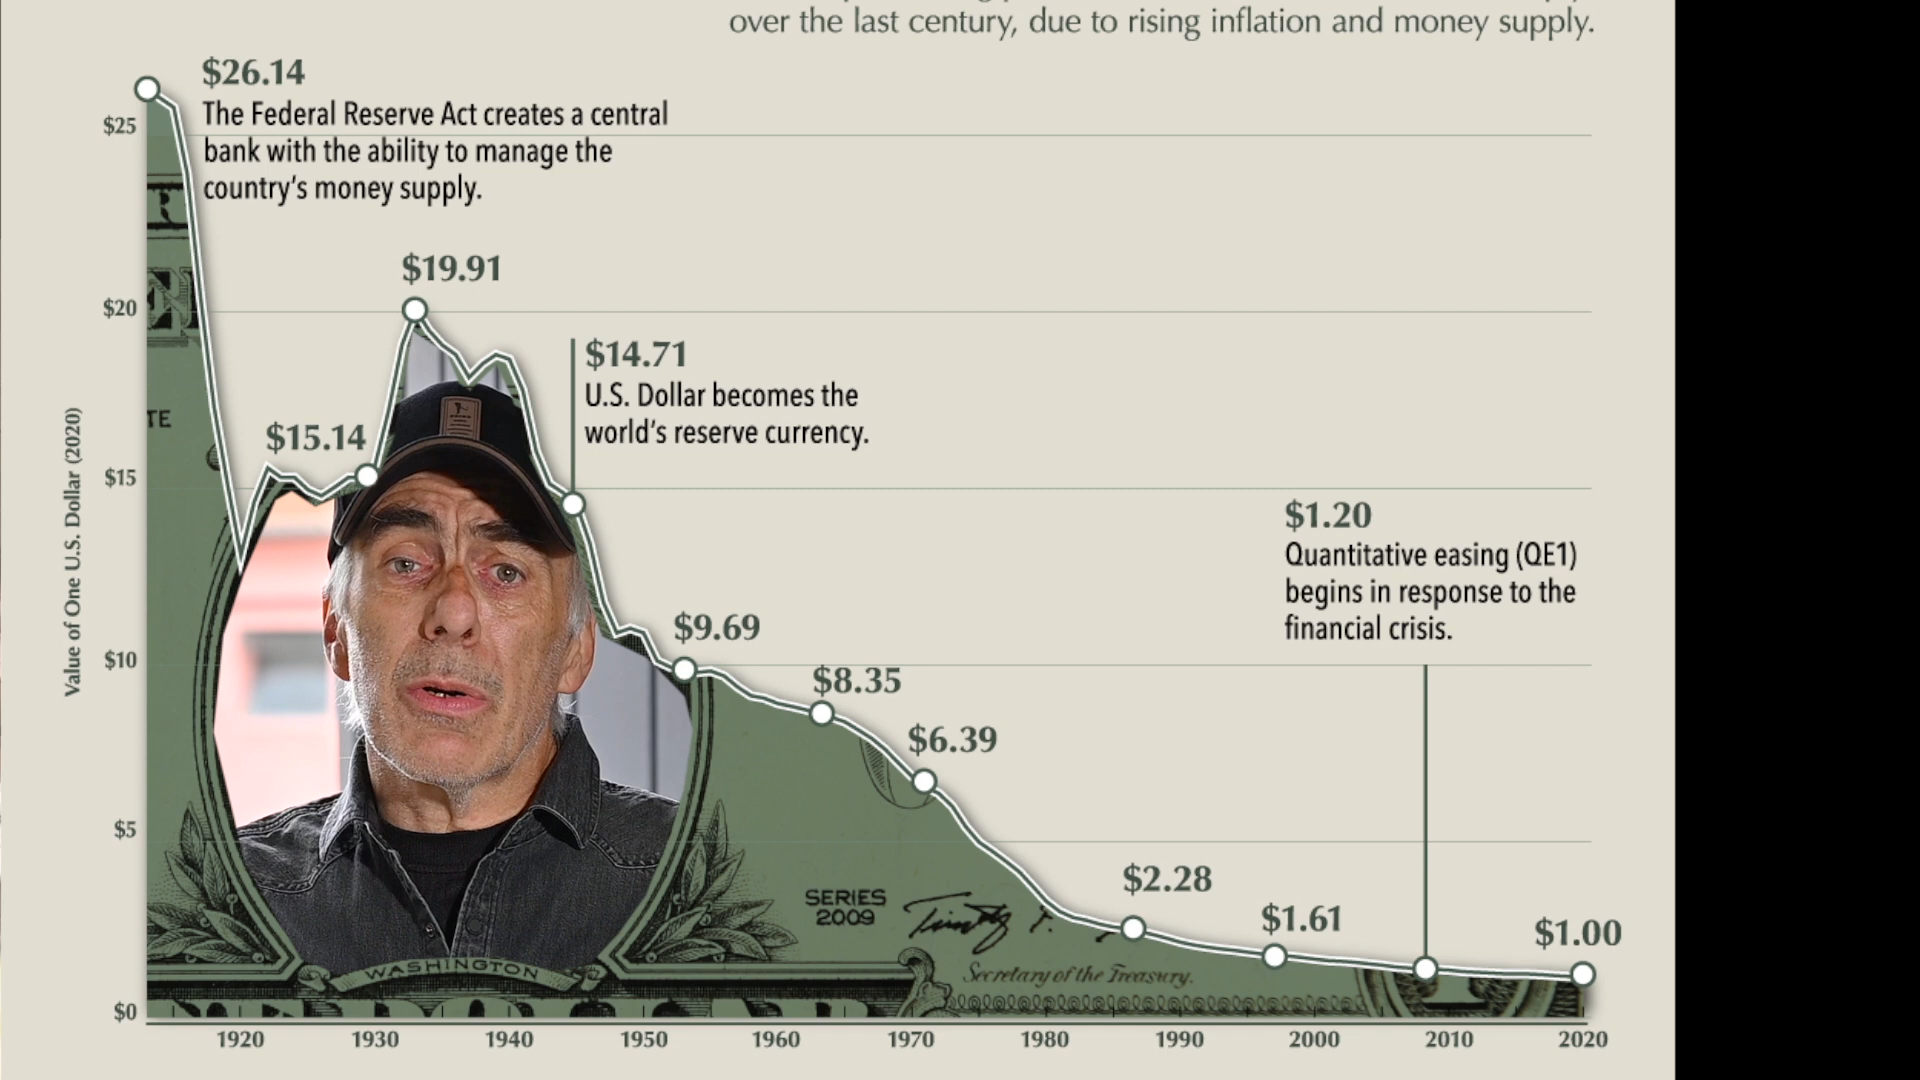 over the last century, due to rising inflation and money supply.
$26.14
The Federal Reserve Act creates a central
bank with the ability to manage the
country's money supply.
$25
$19.91
$20
$14.71
U.S. Dollar becomes the
world's reserve currency.
TE
$15.14
$15
$1.20
Quantitative easing (QE1)
begins in response to the
financial crisis.
Value of One U.S. Dollar (2020)
$9.69
$10
$8.35
$6.39
$5
$2.28
SERIES
2009
$1.61
$1.00
WASHINGTON
Secretary of the Treasury.
$0
1920 1930 1940 1950 1960 1970 1980 1990 2000 2010 2020